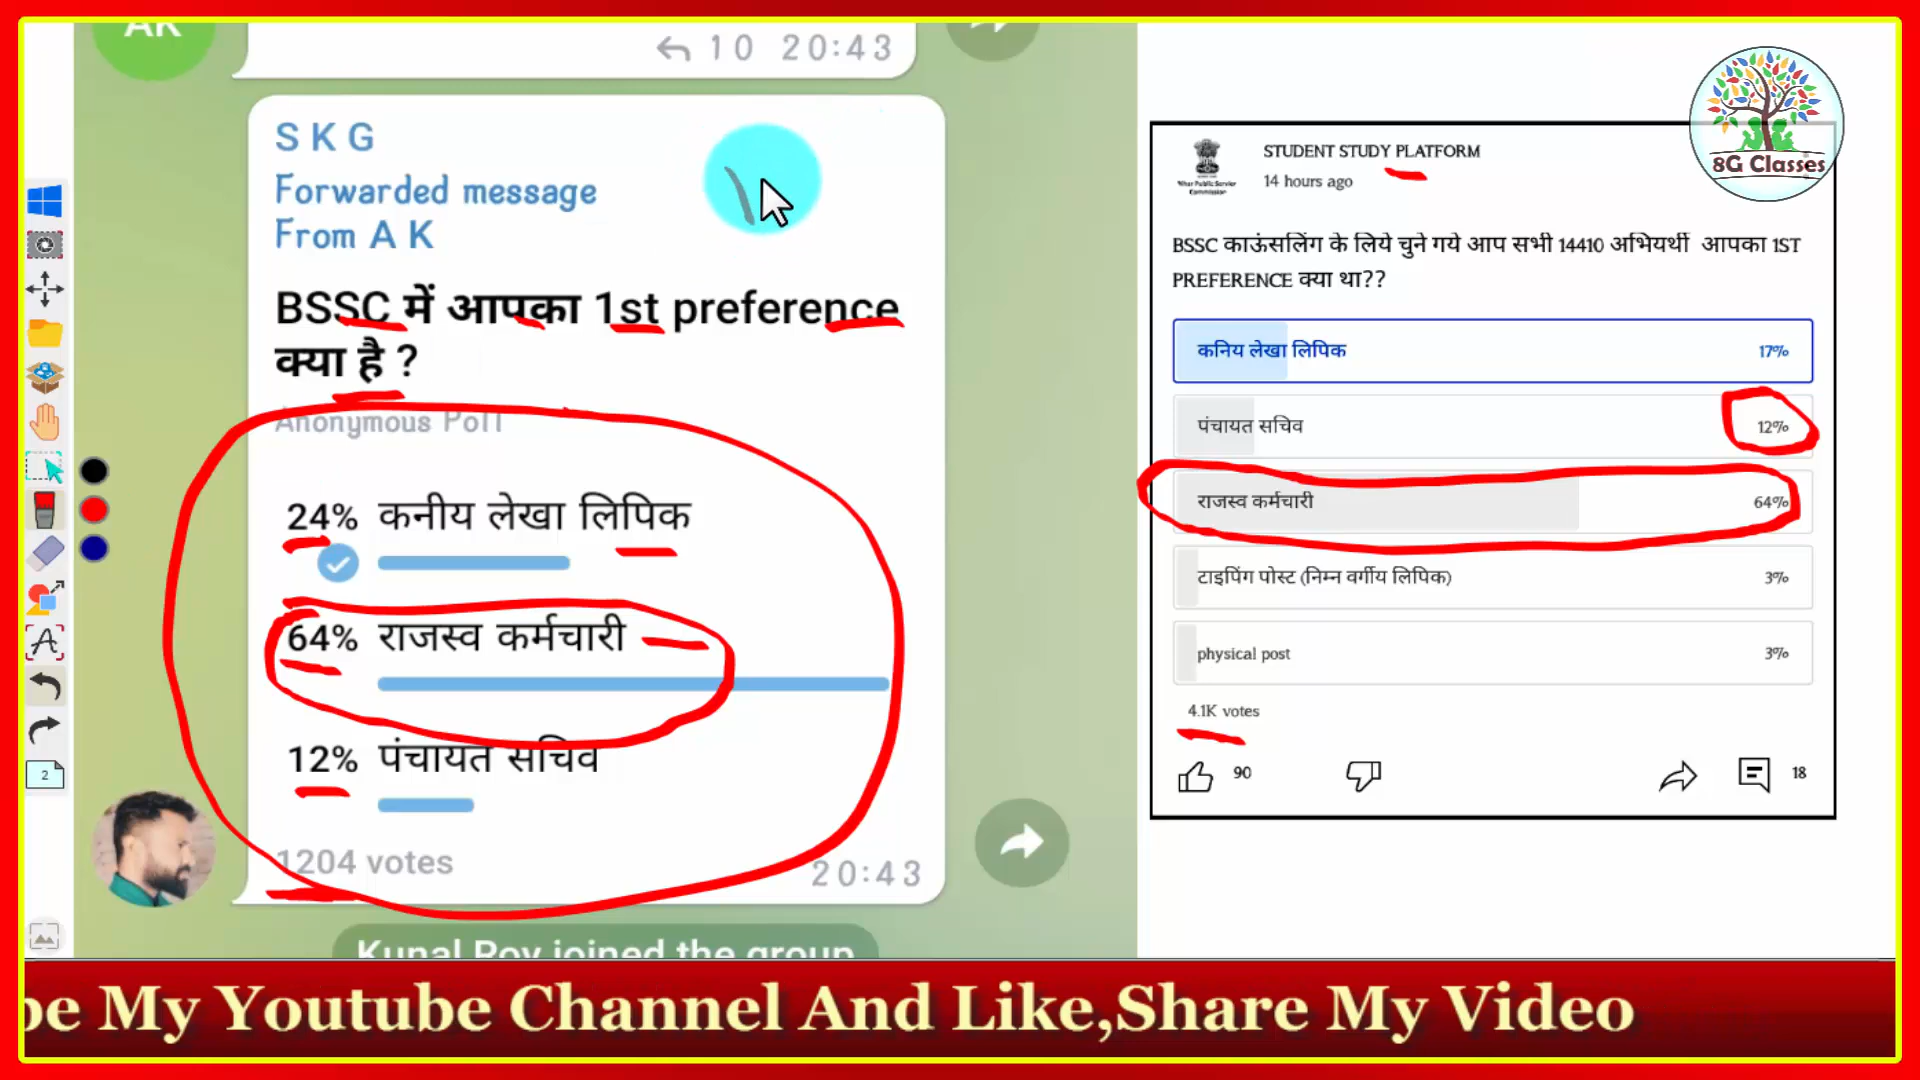 AK
10 20:43
S K G
Forwarded message
From A K
BSSC में आपका 1st preference
क्या है ?
Anonymous Poll
24% कनीय लेखा लिपिक
64% राजस्व कर्मचारी
12% पंचायत सचिव
1204 votes
20:43
Kunal Roy joined the group
STUDENT STUDY PLATFORM
14 hours ago
8G Classes
BSSC काऊंसलिंग के लिये चुने गये आप सभी 14410 अभियर्थी आपका 1ST
PREFERENCE क्या था??
कनिय लेखा लिपिक 17%
पंचायत सचिव 12%
राजस्व कर्मचारी 64%
टाइपिंग पोस्ट (निम्न वर्गीय लिपिक) 3%
physical post 3%
4.1K votes
90
18
2
be My Youtube Channel And Like,Share My Video